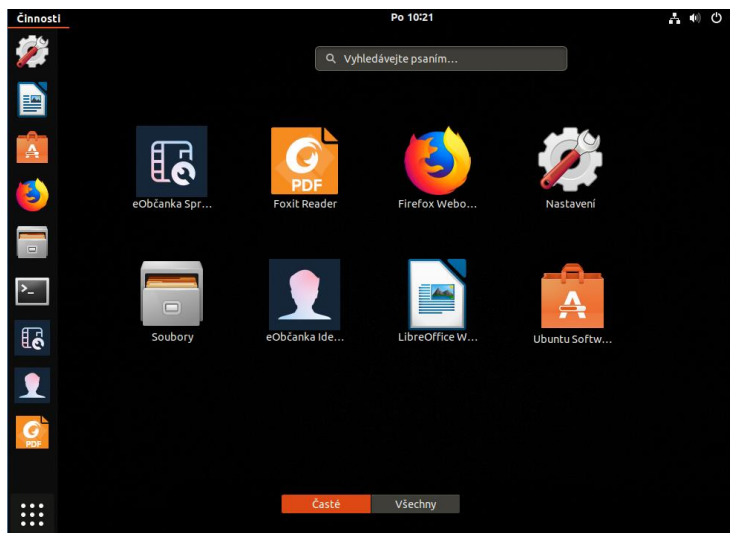 Činnosti
Po 10:21
Vyhledávejte psaním…
eObčanka Spr…
PDF
Foxit Reader
Firefox Webo…
Nastavení
Soubory
eObčanka Ide…
LibreOffice W…
Ubuntu Softw…
PDF
Časté
Všechny